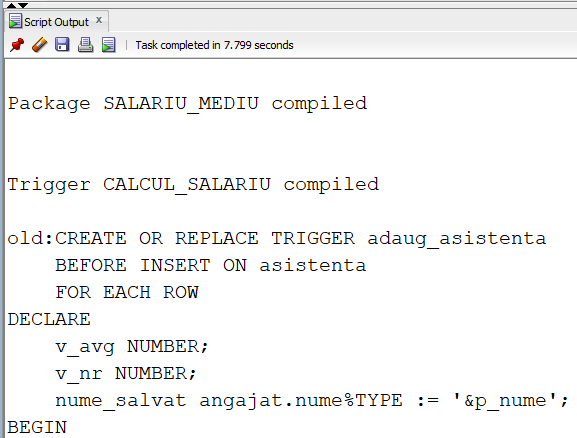 Script Output x
Task completed in 7.799 seconds
Package SALARIU_MEDIU compiled
Trigger CALCUL_SALARIU compiled
old:CREATE OR REPLACE TRIGGER adaug_asistenta
    BEFORE INSERT ON asistenta
    FOR EACH ROW
DECLARE
    v_avg NUMBER;
    v_nr NUMBER;
    nume_salvat angajat.nume%TYPE := '&p_nume';
BEGIN